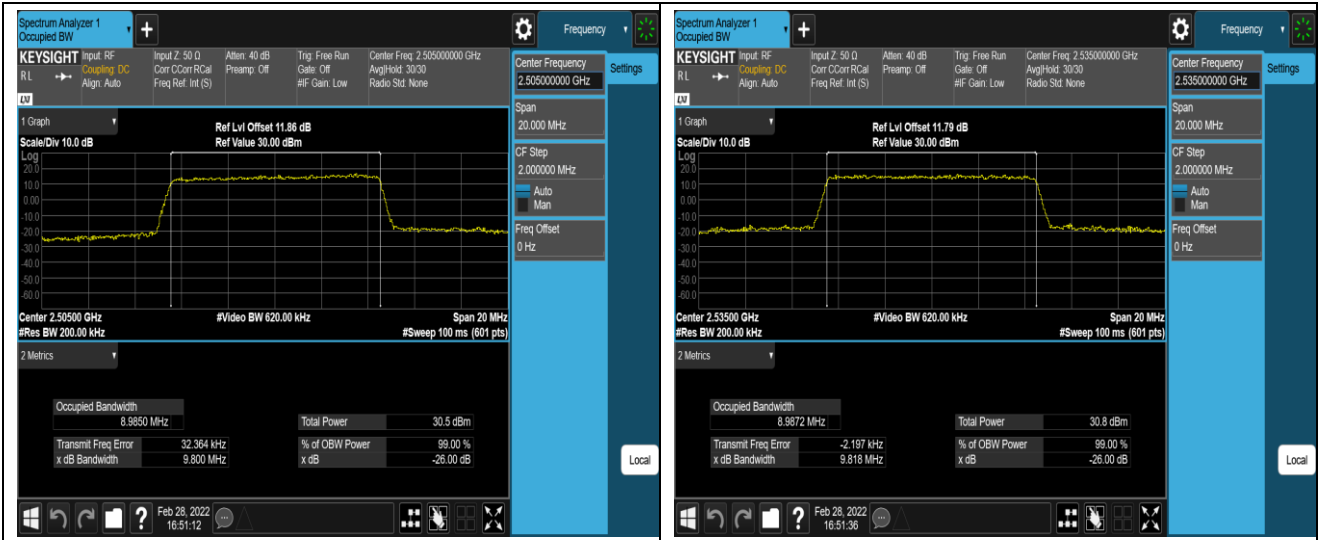 Spectrum Analyzer 1
Occupied BW
+
Frequency
KEYSIGHT
Input: RF
Coupling: DC
Align: Auto
Input Z: 50 Ω
Corr CCorr RCal
Freq Ref: Int (S)
Atten: 40 dB
Preamp: Off
Trig: Free Run
Gate: Off
#IF Gain: Low
Center Freq: 2.505000000 GHz
Avg|Hold: 30/30
Radio Std: None
RL
LXI
Center Frequency
2.505000000 GHz
Settings
Span
20.000 MHz
CF Step
2.000000 MHz
Auto
Man
Freq Offset
0 Hz
Local
1 Graph
Scale/Div 10.0 dB
Ref Lvl Offset 11.86 dB
Ref Value 30.00 dBm
Log
20.0
10.0
0.00
-10.0
-20.0
-30.0
-40.0
-50.0
-60.0
Center 2.50500 GHz
#Res BW 200.00 kHz
#Video BW 620.00 kHz
Span 20 MHz
#Sweep 100 ms (601 pts)
2 Metrics
Occupied Bandwidth
8.9850 MHz
Total Power 30.5 dBm
Transmit Freq Error 32.364 kHz
% of OBW Power 99.00 %
x dB Bandwidth 9.800 MHz
x dB -26.00 dB
?
Feb 28, 2022
16:51:12
Spectrum Analyzer 1
Occupied BW
+
Frequency
KEYSIGHT
Input: RF
Coupling: DC
Align: Auto
Input Z: 50 Ω
Corr CCorr RCal
Freq Ref: Int (S)
Atten: 40 dB
Preamp: Off
Trig: Free Run
Gate: Off
#IF Gain: Low
Center Freq: 2.535000000 GHz
Avg|Hold: 30/30
Radio Std: None
RL
LXI
Center Frequency
2.535000000 GHz
Settings
Span
20.000 MHz
CF Step
2.000000 MHz
Auto
Man
Freq Offset
0 Hz
Local
1 Graph
Scale/Div 10.0 dB
Ref Lvl Offset 11.79 dB
Ref Value 30.00 dBm
Log
20.0
10.0
0.00
-10.0
-20.0
-30.0
-40.0
-50.0
-60.0
Center 2.53500 GHz
#Res BW 200.00 kHz
#Video BW 620.00 kHz
Span 20 MHz
#Sweep 100 ms (601 pts)
2 Metrics
Occupied Bandwidth
8.9872 MHz
Total Power 30.8 dBm
Transmit Freq Error -2.197 kHz
% of OBW Power 99.00 %
x dB Bandwidth 9.818 MHz
x dB -26.00 dB
?
Feb 28, 2022
16:51:36